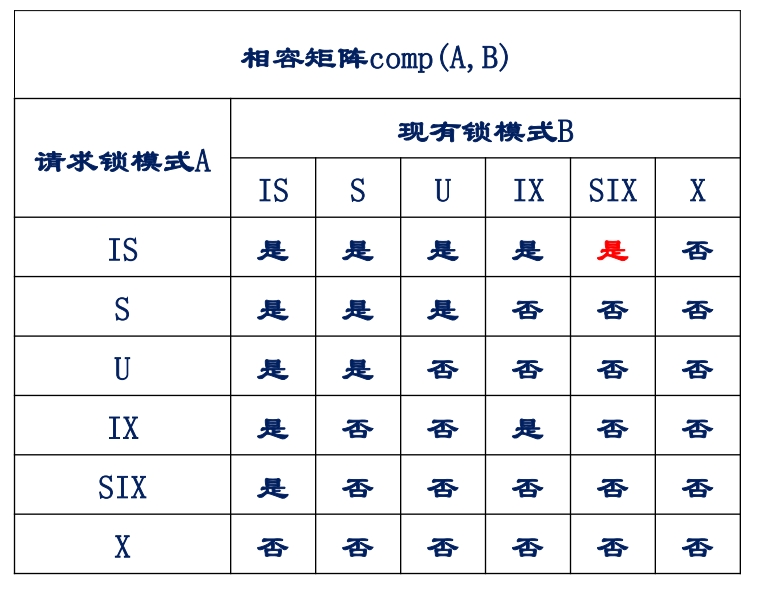 相容矩阵comp(A,B)
请求锁模式A 现有锁模式B
IS S U IX SIX X
IS 是 是 是 是 是 否
S 是 是 是 否 否 否
U 是 是 否 否 否 否
IX 是 否 否 是 否 否
SIX 是 否 否 否 否 否
X 否 否 否 否 否 否